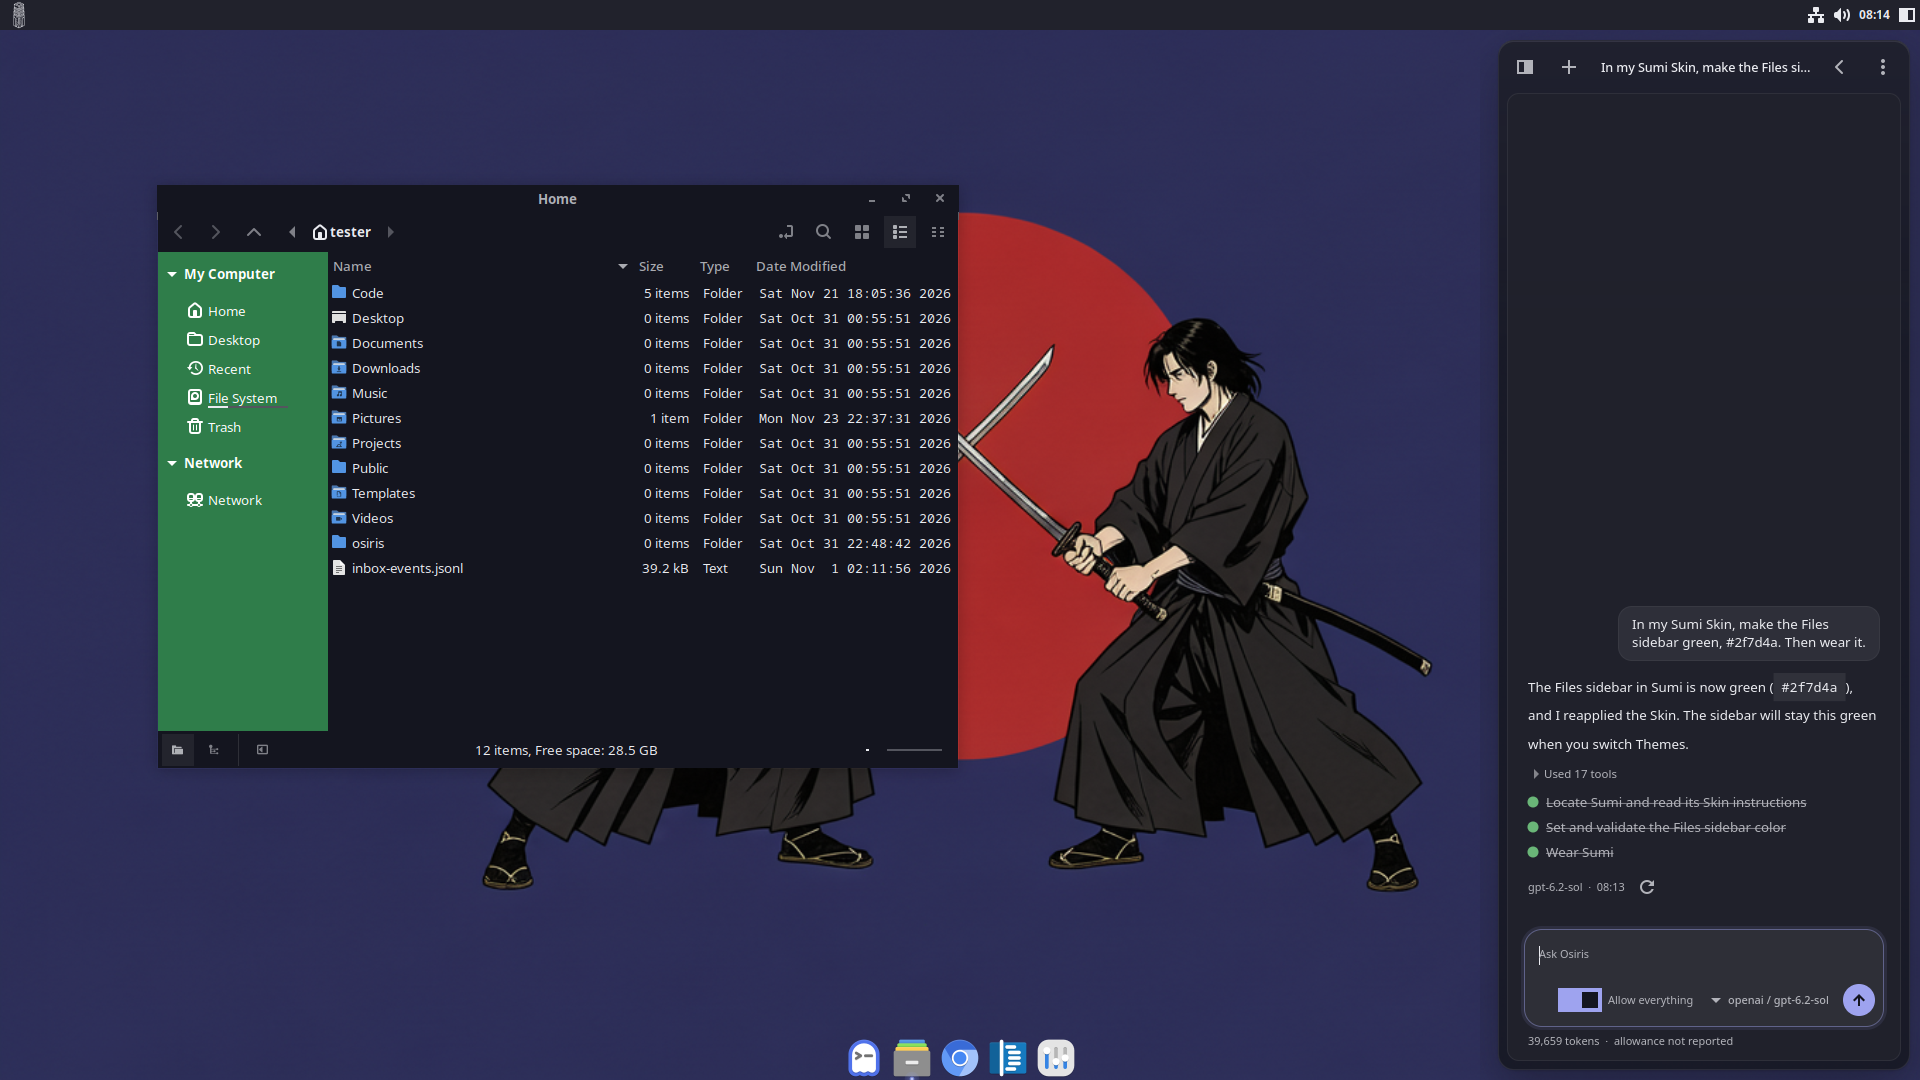 08:14
Home
tester
My Computer
Home
Desktop
Recent
File System
Trash
Network
Network
Name Size Type Date Modified
Code 5 items Folder Sat Nov 21 18:05:36 2026
Desktop 0 items Folder Sat Oct 31 00:55:51 2026
Documents 0 items Folder Sat Oct 31 00:55:51 2026
Downloads 0 items Folder Sat Oct 31 00:55:51 2026
Music 0 items Folder Sat Oct 31 00:55:51 2026
Pictures 1 item Folder Mon Nov 23 22:37:31 2026
Projects 0 items Folder Sat Oct 31 00:55:51 2026
Public 0 items Folder Sat Oct 31 00:55:51 2026
Templates 0 items Folder Sat Oct 31 00:55:51 2026
Videos 0 items Folder Sat Oct 31 00:55:51 2026
osiris 0 items Folder Sat Oct 31 22:48:42 2026
inbox-events.jsonl 39.2 kB Text Sun Nov 1 02:11:56 2026
12 items, Free space: 28.5 GB
In my Sumi Skin, make the Files si...
In my Sumi Skin, make the Files
sidebar green, #2f7d4a. Then wear it.
The Files sidebar in Sumi is now green ( #2f7d4a ),
and I reapplied the Skin. The sidebar will stay this green
when you switch Themes.
Used 17 tools
Locate Sumi and read its Skin instructions
Set and validate the Files sidebar color
Wear Sumi
gpt-6.2-sol · 08:13
Ask Osiris
Allow everything openai / gpt-6.2-sol
39,659 tokens · allowance not reported